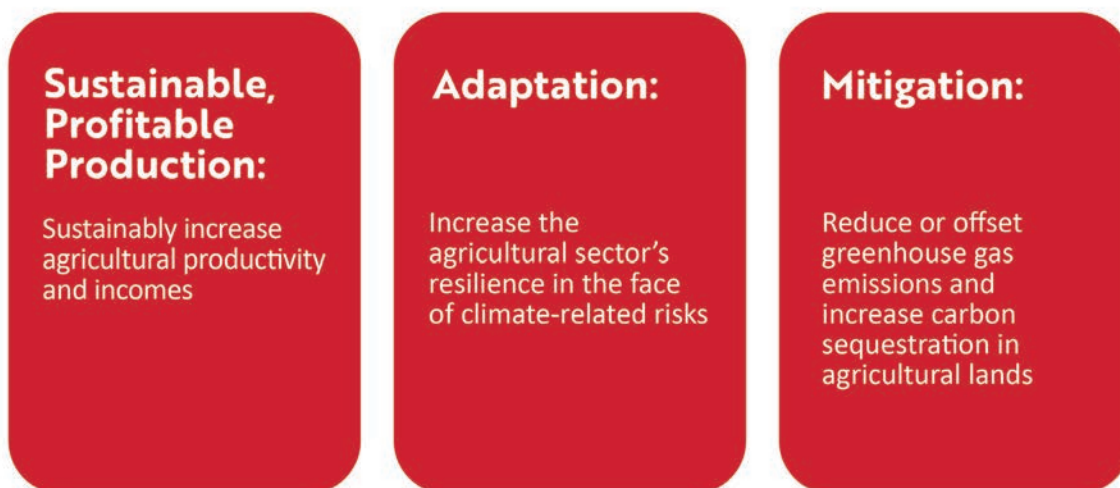 Sustainable,
Profitable
Production:
Sustainably increase
agricultural productivity
and incomes
Adaptation:
Increase the
agricultural sector’s
resilience in the face
of climate-related risks
Mitigation:
Reduce or offset
greenhouse gas
emissions and
increase carbon
sequestration in
agricultural lands